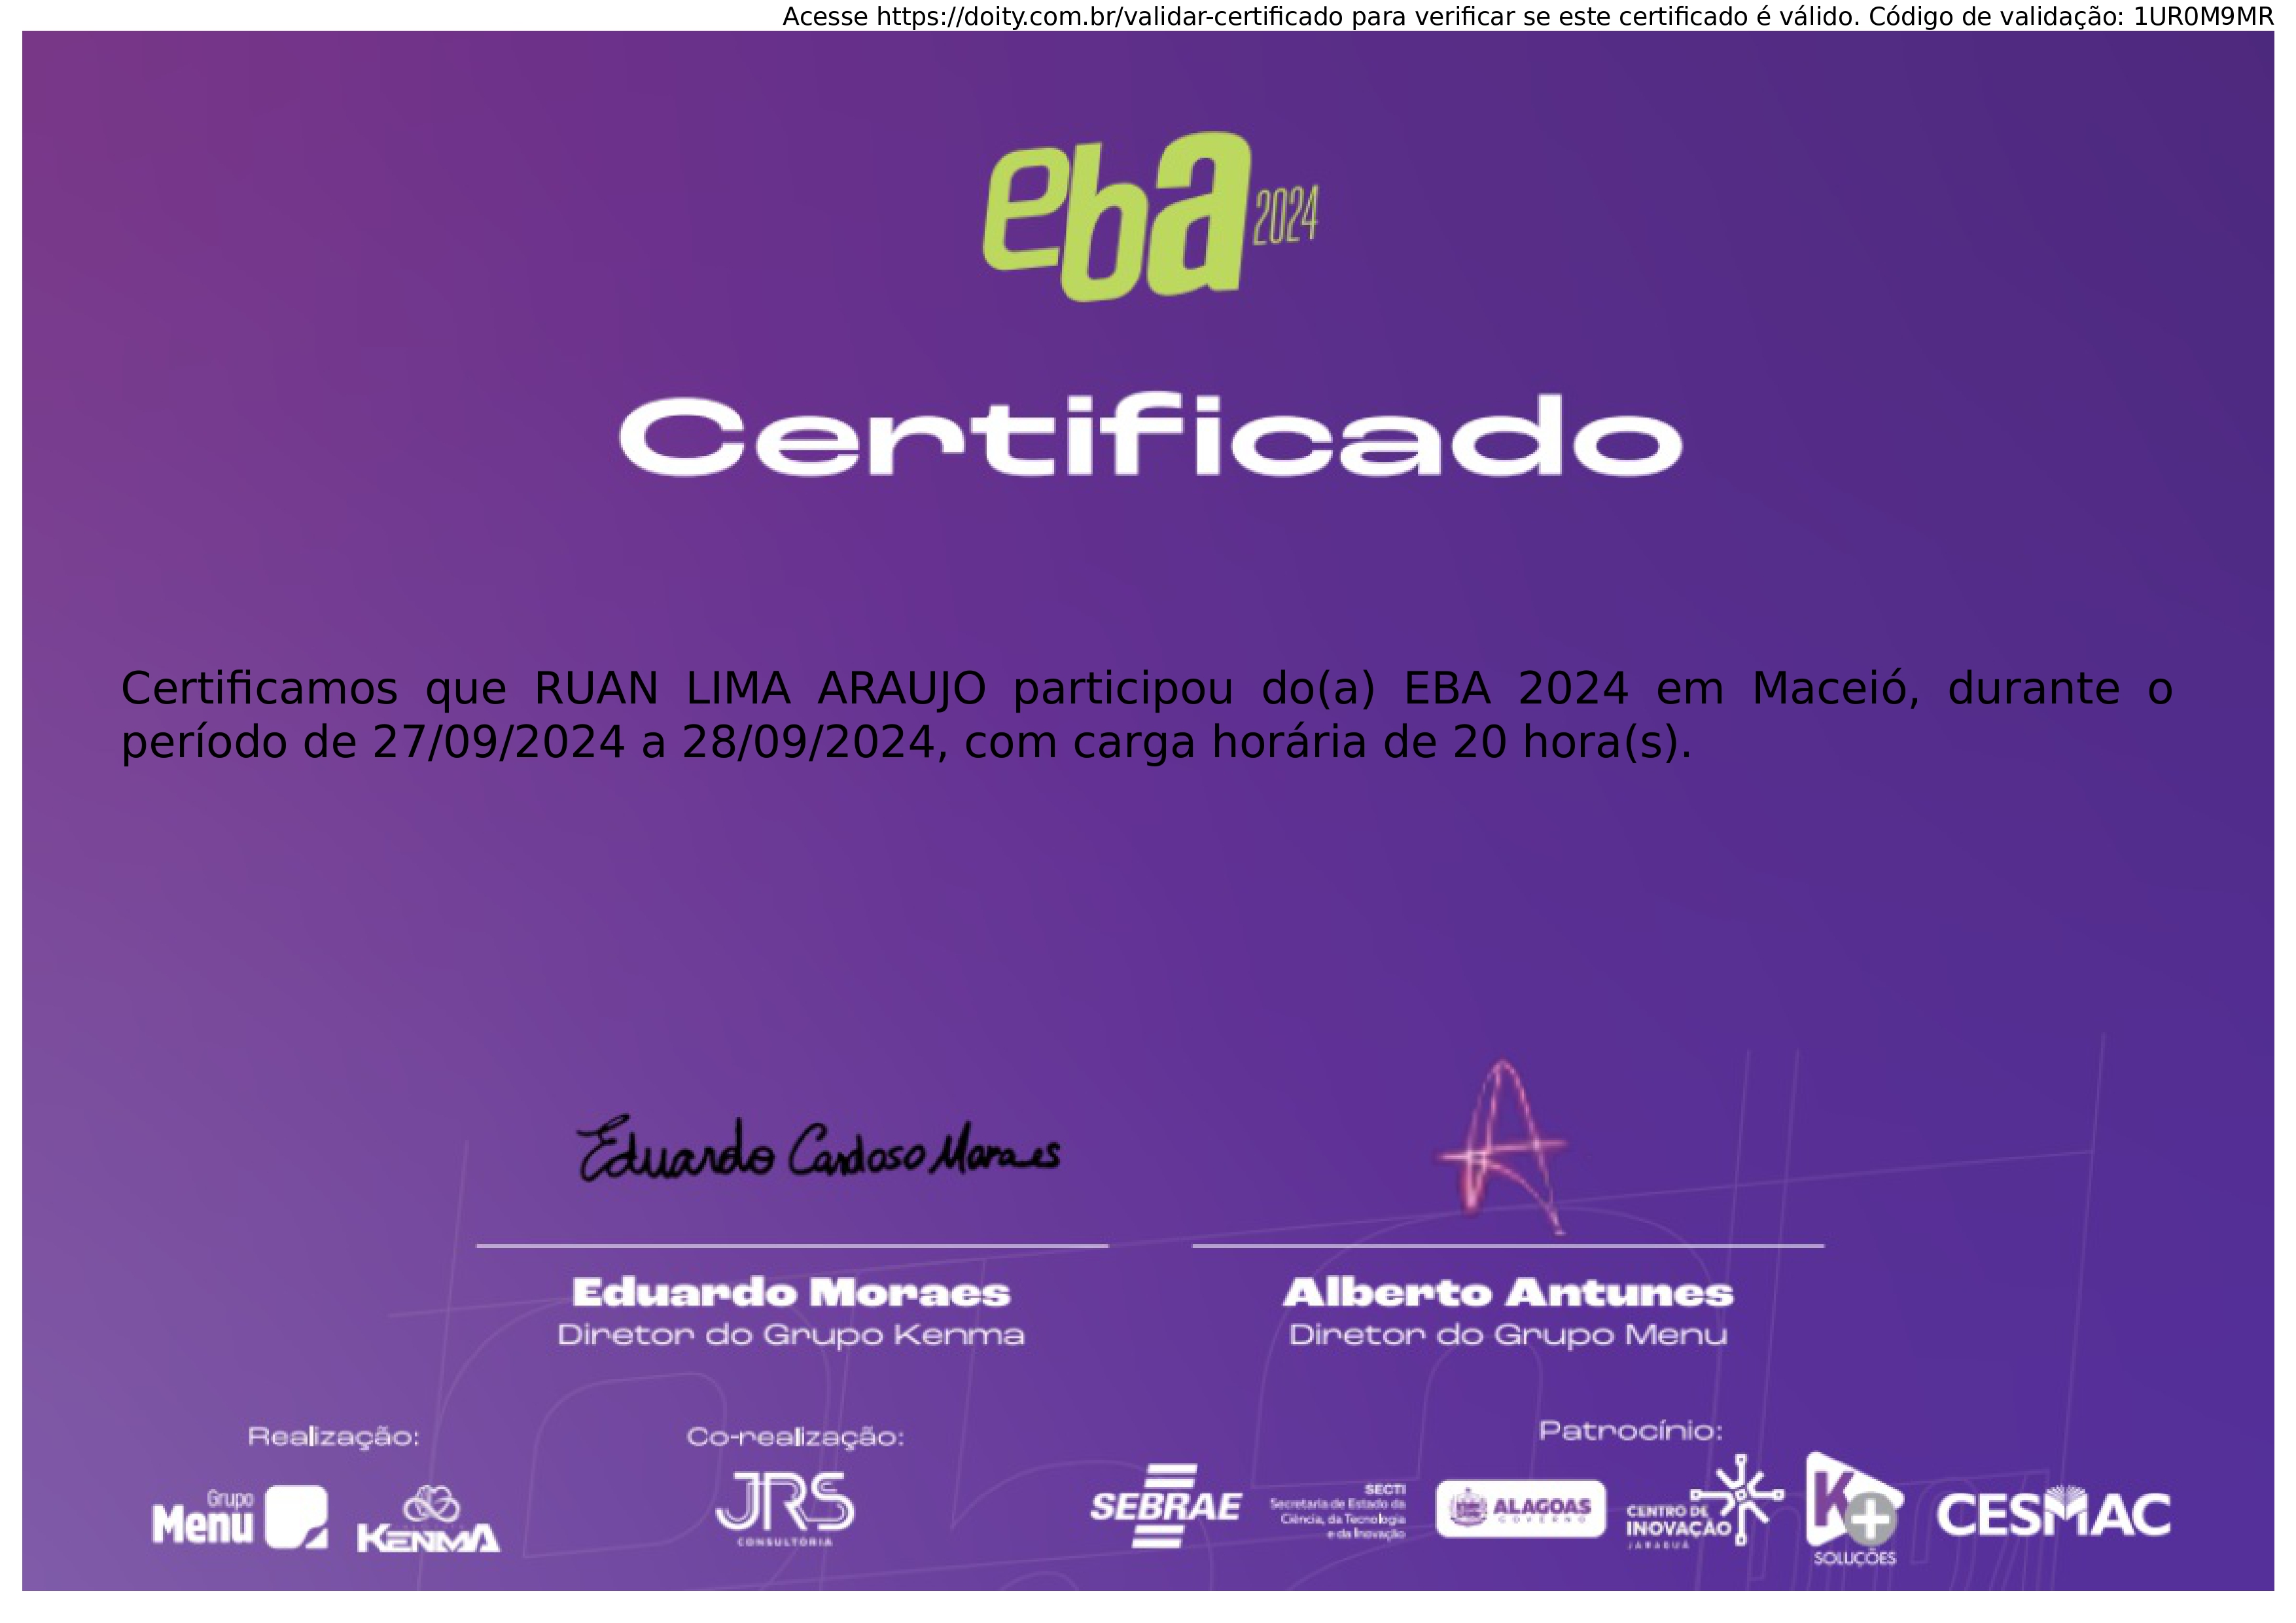 Acesse https://doity.com.br/validar-certificado para verificar se este certificado é válido. Código de validação: 1UR0M9MR
eba 2024
Certificado
Certificamos que RUAN LIMA ARAUJO participou do(a) EBA 2024 em Maceió, durante o
período de 27/09/2024 a 28/09/2024, com carga horária de 20 hora(s).
Eduardo Cardoso Moraes
A
Eduardo Moraes
Diretor do Grupo Kenma
Alberto Antunes
Diretor do Grupo Menu
Realização:
Grupo
Menu
KENMA
Co-realização:
JRS
CONSULTORIA
Patrocínio:
SEBRAE
SECTI
Secretaria de Estado da
Ciência, da Tecnologia
e da Inovação
ALAGOAS
GOVERNO
CENTRO DE
INOVAÇÃO
JARAGUÁ
K+
SOLUÇÕES
CESMAC